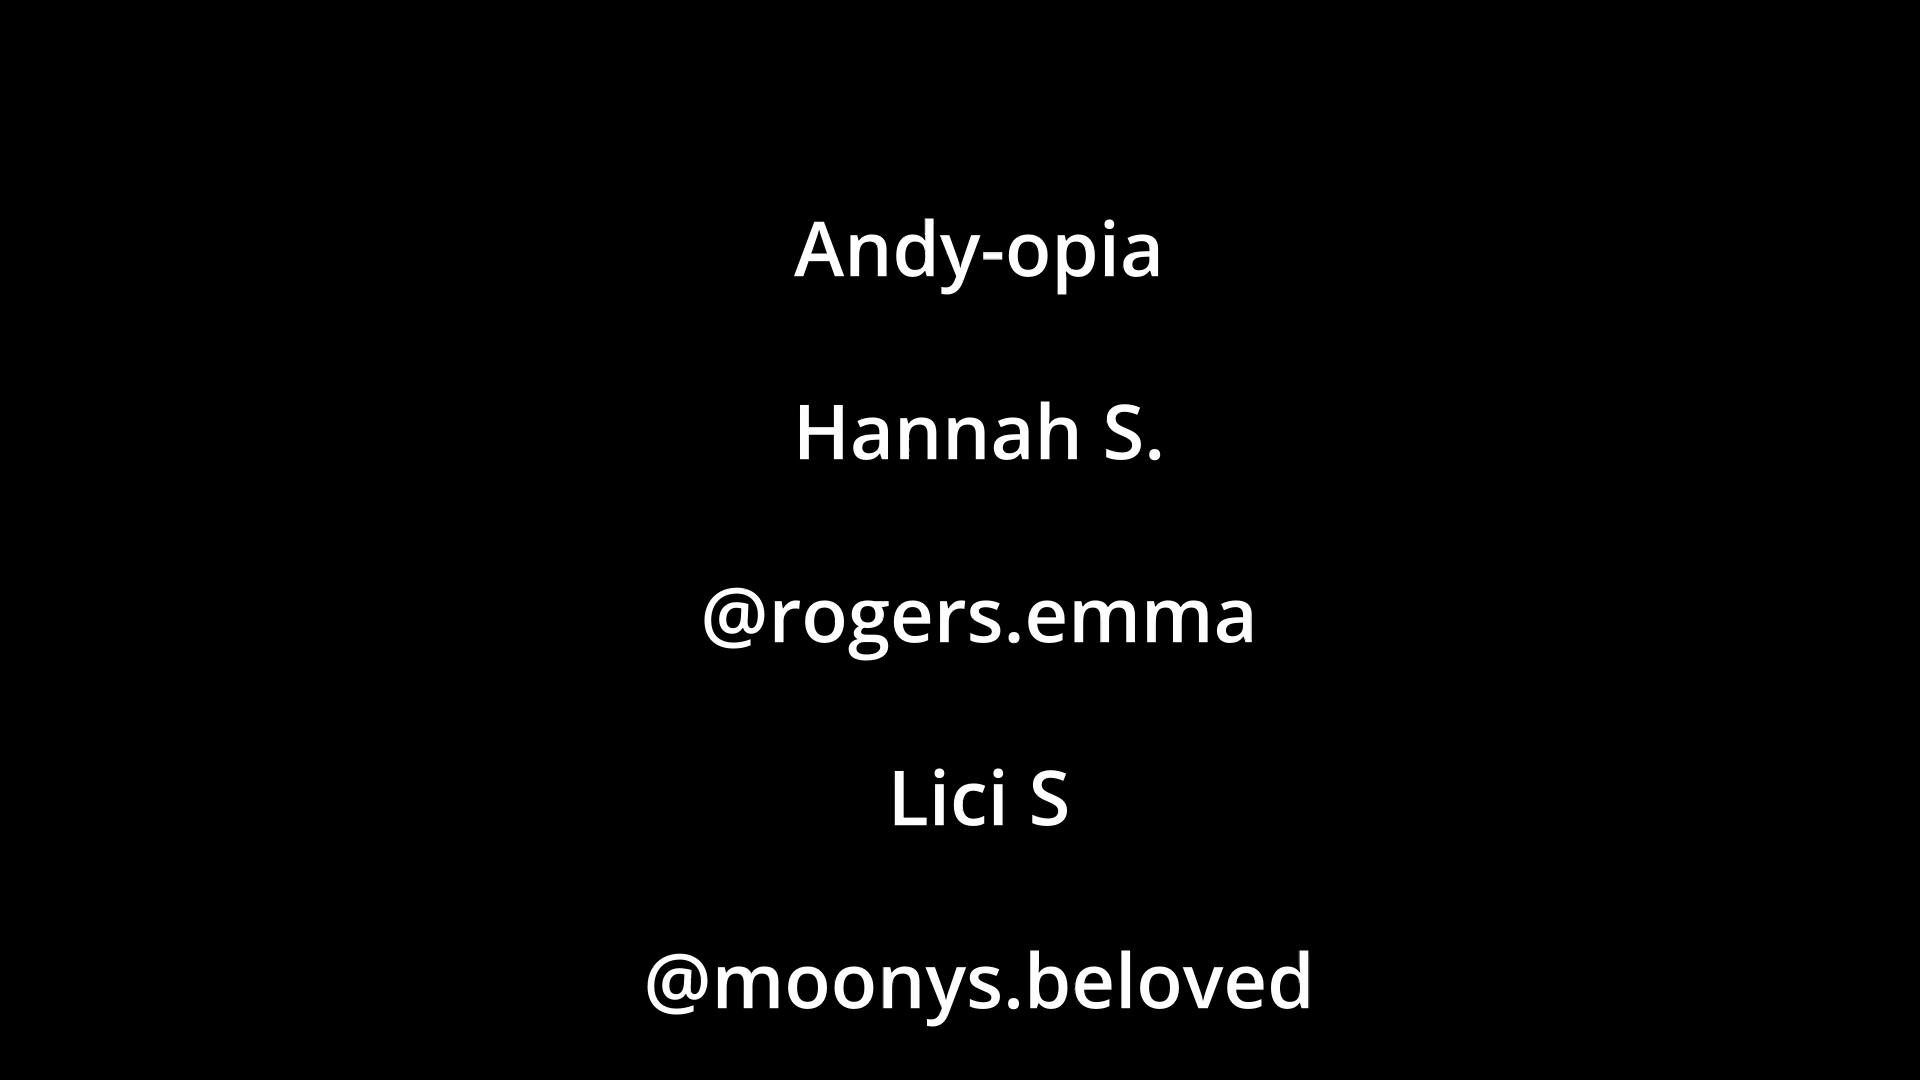 Andy-opia
Hannah S.
@rogers.emma
Lici S
@moonys.beloved